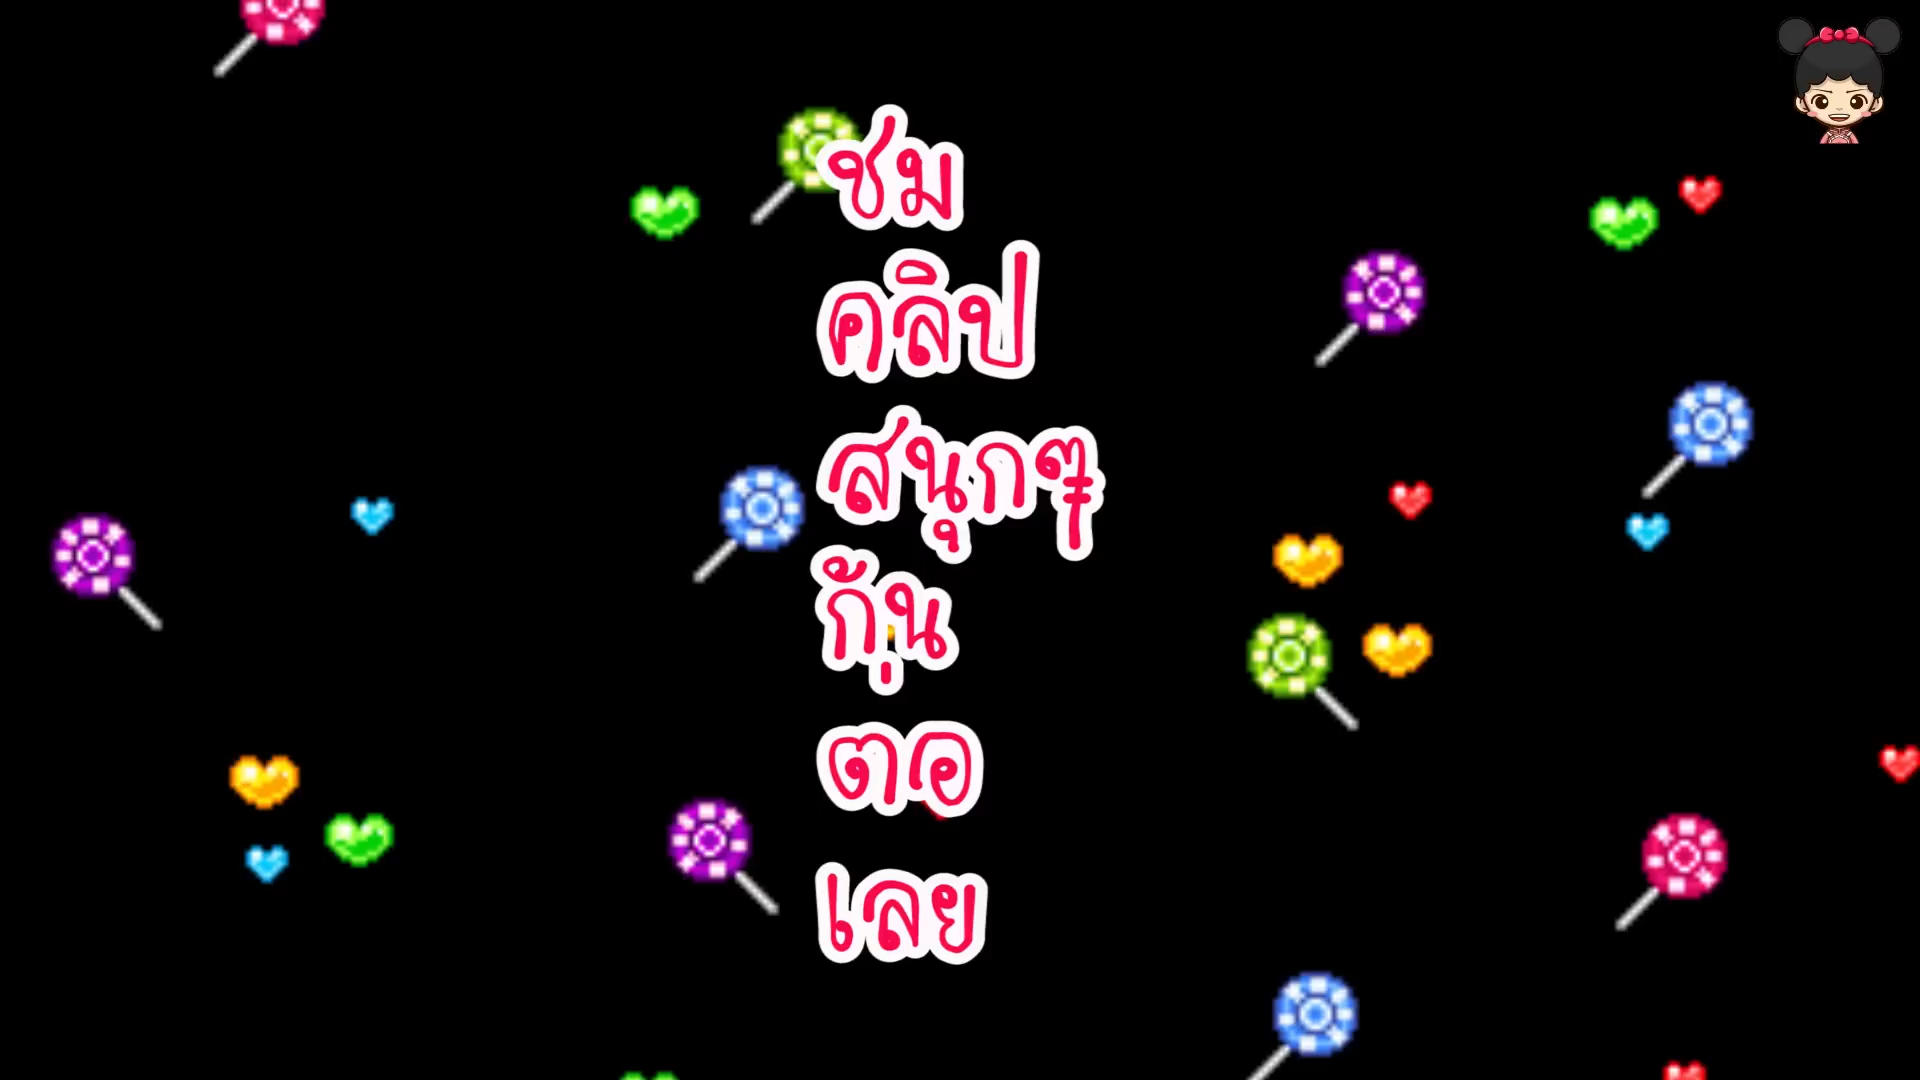 ชม
คลิป
สนุกๆ
กุ้น
ตอ
เลย